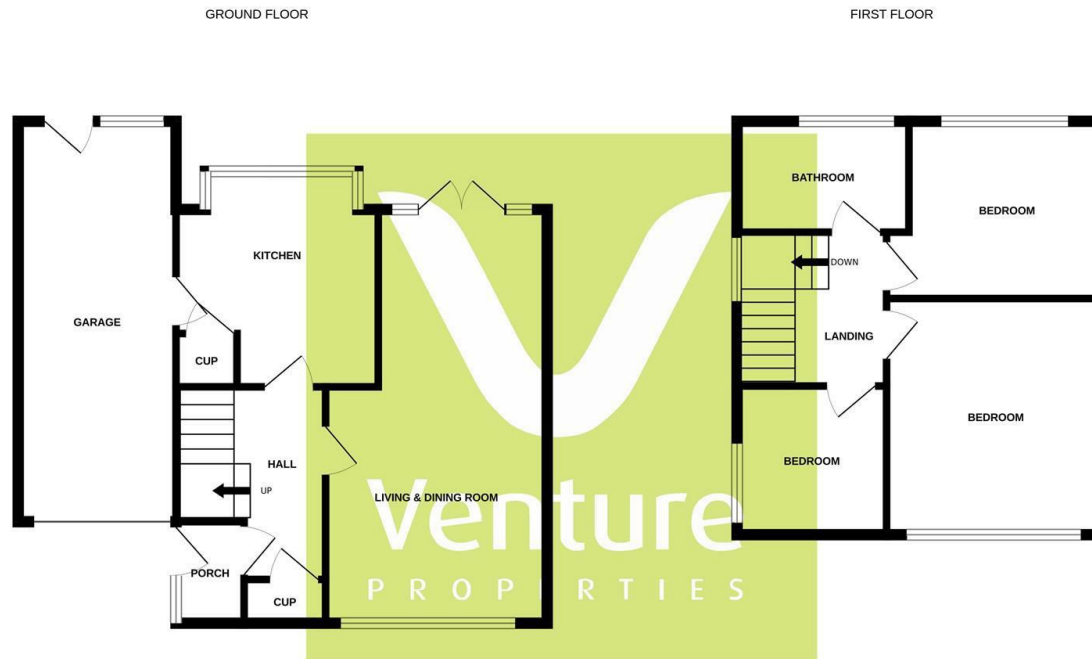 GROUND FLOOR
FIRST FLOOR
BATHROOM
BEDROOM
KITCHEN
DOWN
GARAGE
LANDING
CUP
BEDROOM
HALL
BEDROOM
UP
LIVING & DINING ROOM
Venture
PORCH
PROPERTIES
CUP